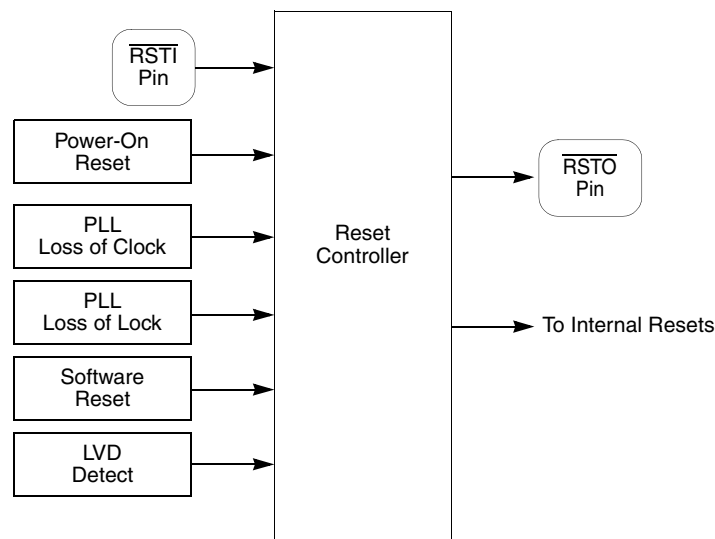 RSTI
Pin
Power-On
Reset
PLL
Loss of Clock
PLL
Loss of Lock
Software
Reset
LVD
Detect
Reset
Controller
RSTO
Pin
To Internal Resets